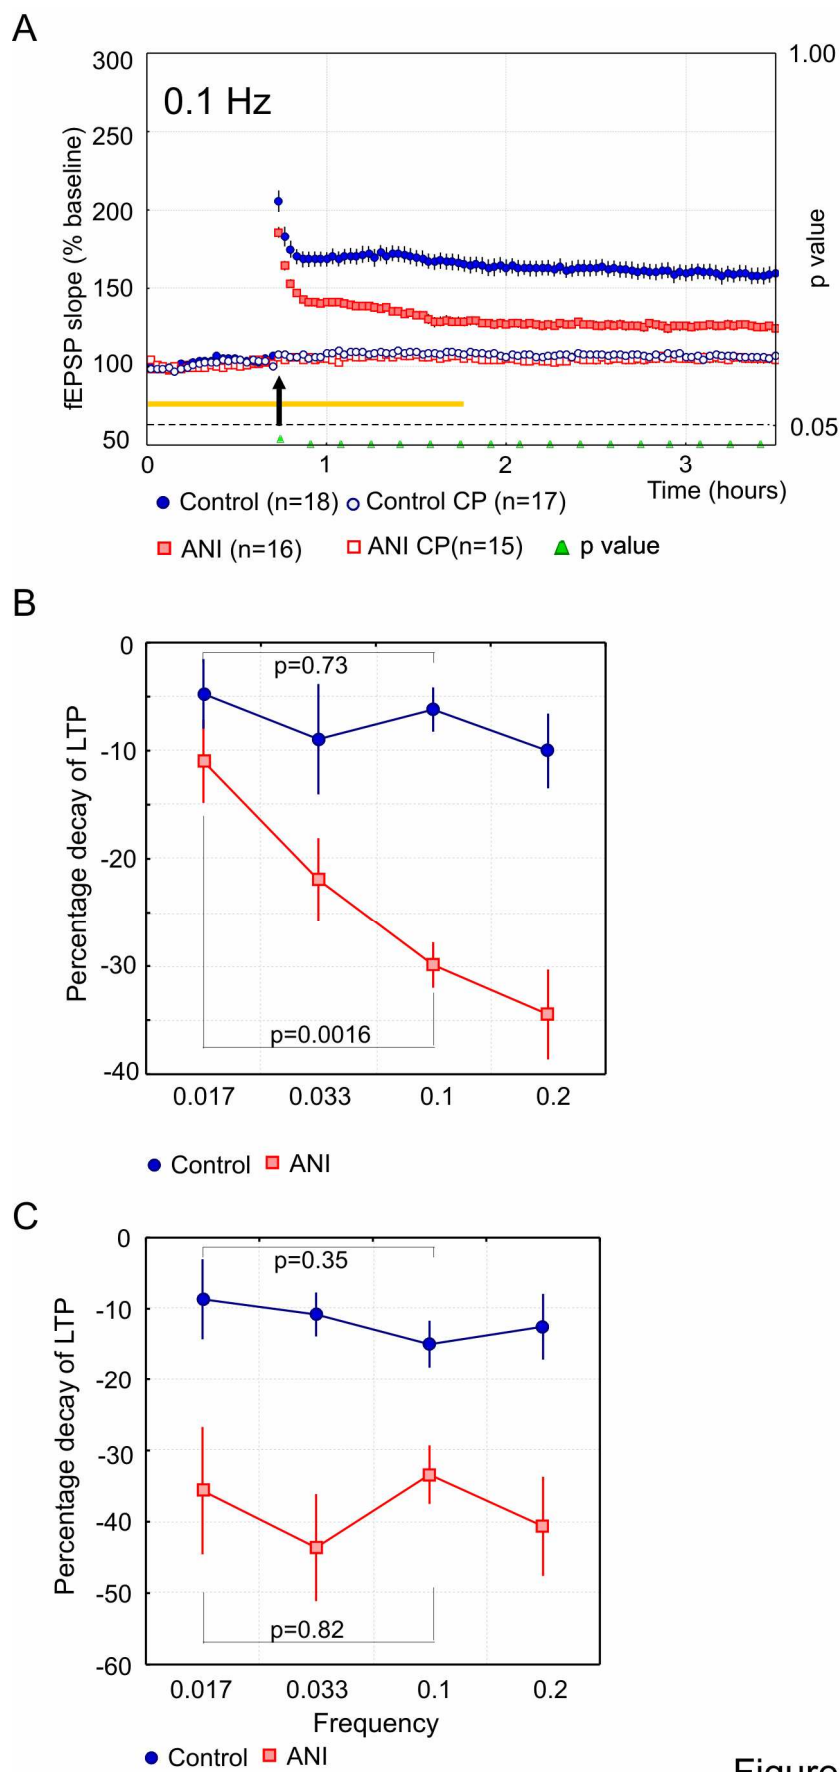 A
300
1.00
0.1 Hz
250
200
150
100
50
0.05
fEPSP slope (% baseline)
p value
0
1
2
3
Time (hours)
Control (n=18) Control CP (n=17)
ANI (n=16) ANI CP(n=15) p value
B
0
p=0.73
-10
-20
-30
p=0.0016
-40
Percentage decay of LTP
0.017 0.033 0.1 0.2
Control ANI
C
0
p=0.35
-10
-20
-30
-40
-50
p=0.82
-60
Percentage decay of LTP
0.017 0.033 0.1 0.2
Frequency
Control ANI
Figure